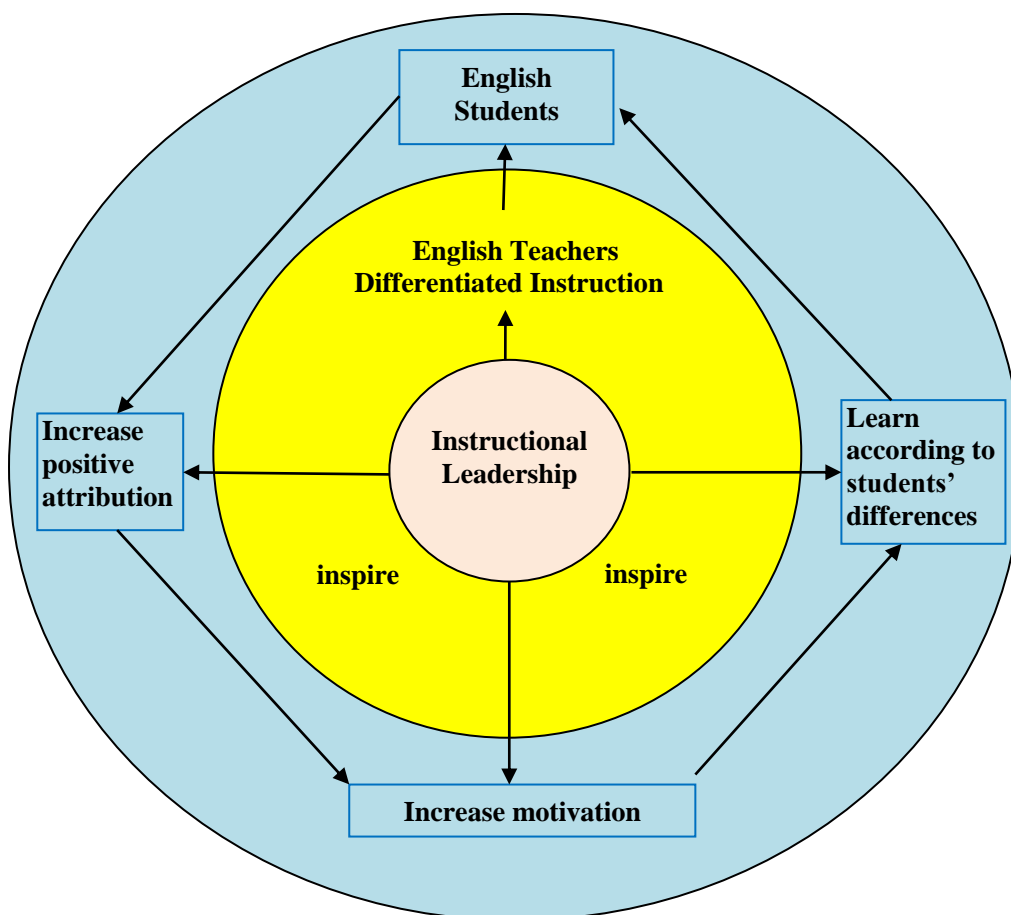 English
Students
English Teachers
Differentiated Instruction
Instructional
Leadership
Increase
positive
attribution
Learn
according to
students’
differences
inspire
inspire
Increase motivation